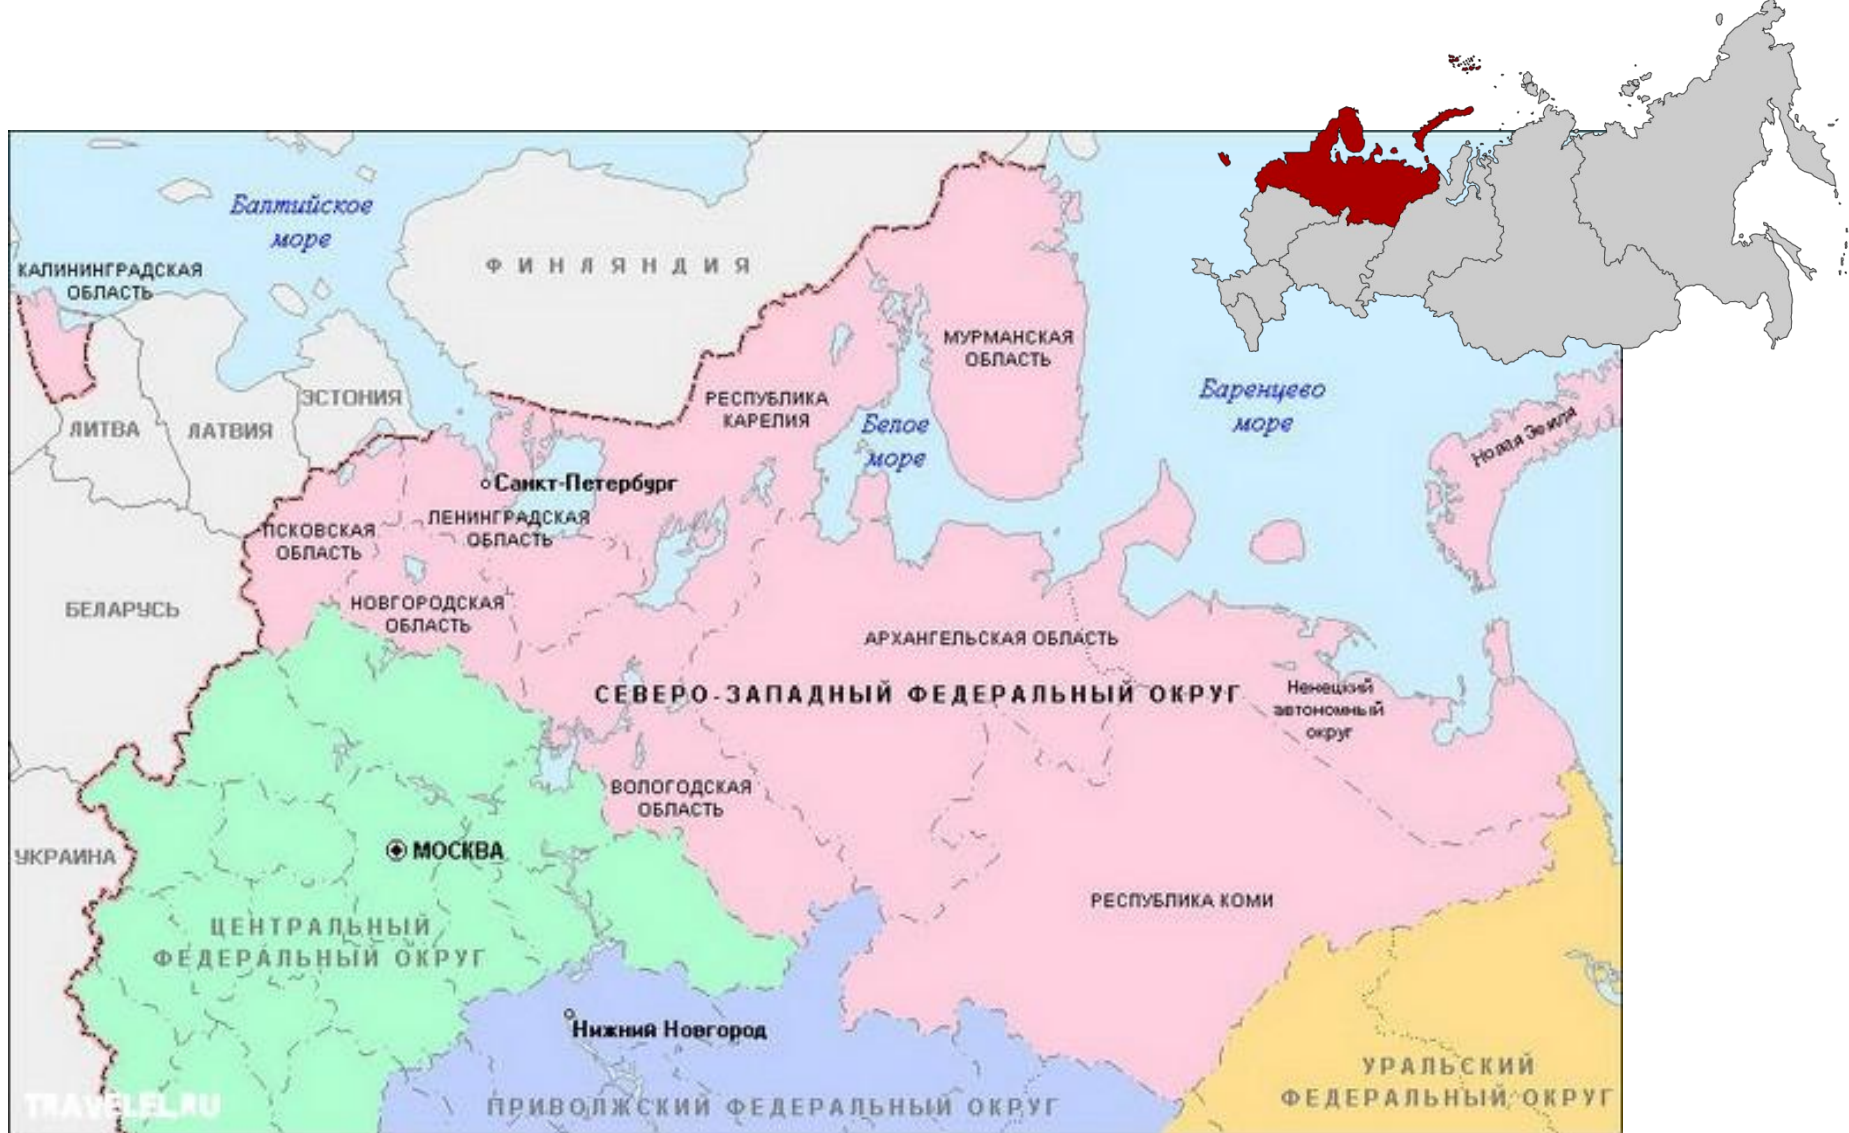 Балтийское
море
КАЛИНИНГРАДСКАЯ
ОБЛАСТЬ
ФИНЛЯНДИЯ
МУРМАНСКАЯ
ОБЛАСТЬ
ЭСТОНИЯ
РЕСПУБЛИКА
КАРЕЛИЯ
Баренцево
море
Белое
море
Новая Земля
ЛИТВА
ЛАТВИЯ
Санкт-Петербург
ПСКОВСКАЯ
ОБЛАСТЬ
ЛЕНИНГРАДСКАЯ
ОБЛАСТЬ
БЕЛАРУСЬ
НОВГОРОДСКАЯ
ОБЛАСТЬ
АРХАНГЕЛЬСКАЯ ОБЛАСТЬ
СЕВЕРО-ЗАПАДНЫЙ ФЕДЕРАЛЬНЫЙ ОКРУГ
Ненецкий
автономный
округ
ВОЛОГОДСКАЯ
ОБЛАСТЬ
УКРАИНА
МОСКВА
РЕСПУБЛИКА КОМИ
ЦЕНТРАЛЬНЫЙ
ФЕДЕРАЛЬНЫЙ ОКРУГ
Нижний Новгород
УРАЛЬСКИЙ
ФЕДЕРАЛЬНЫЙ ОКРУГ
ПРИВОЛЖСКИЙ ФЕДЕРАЛЬНЫЙ ОКРУГ
TRAVELEL.RU